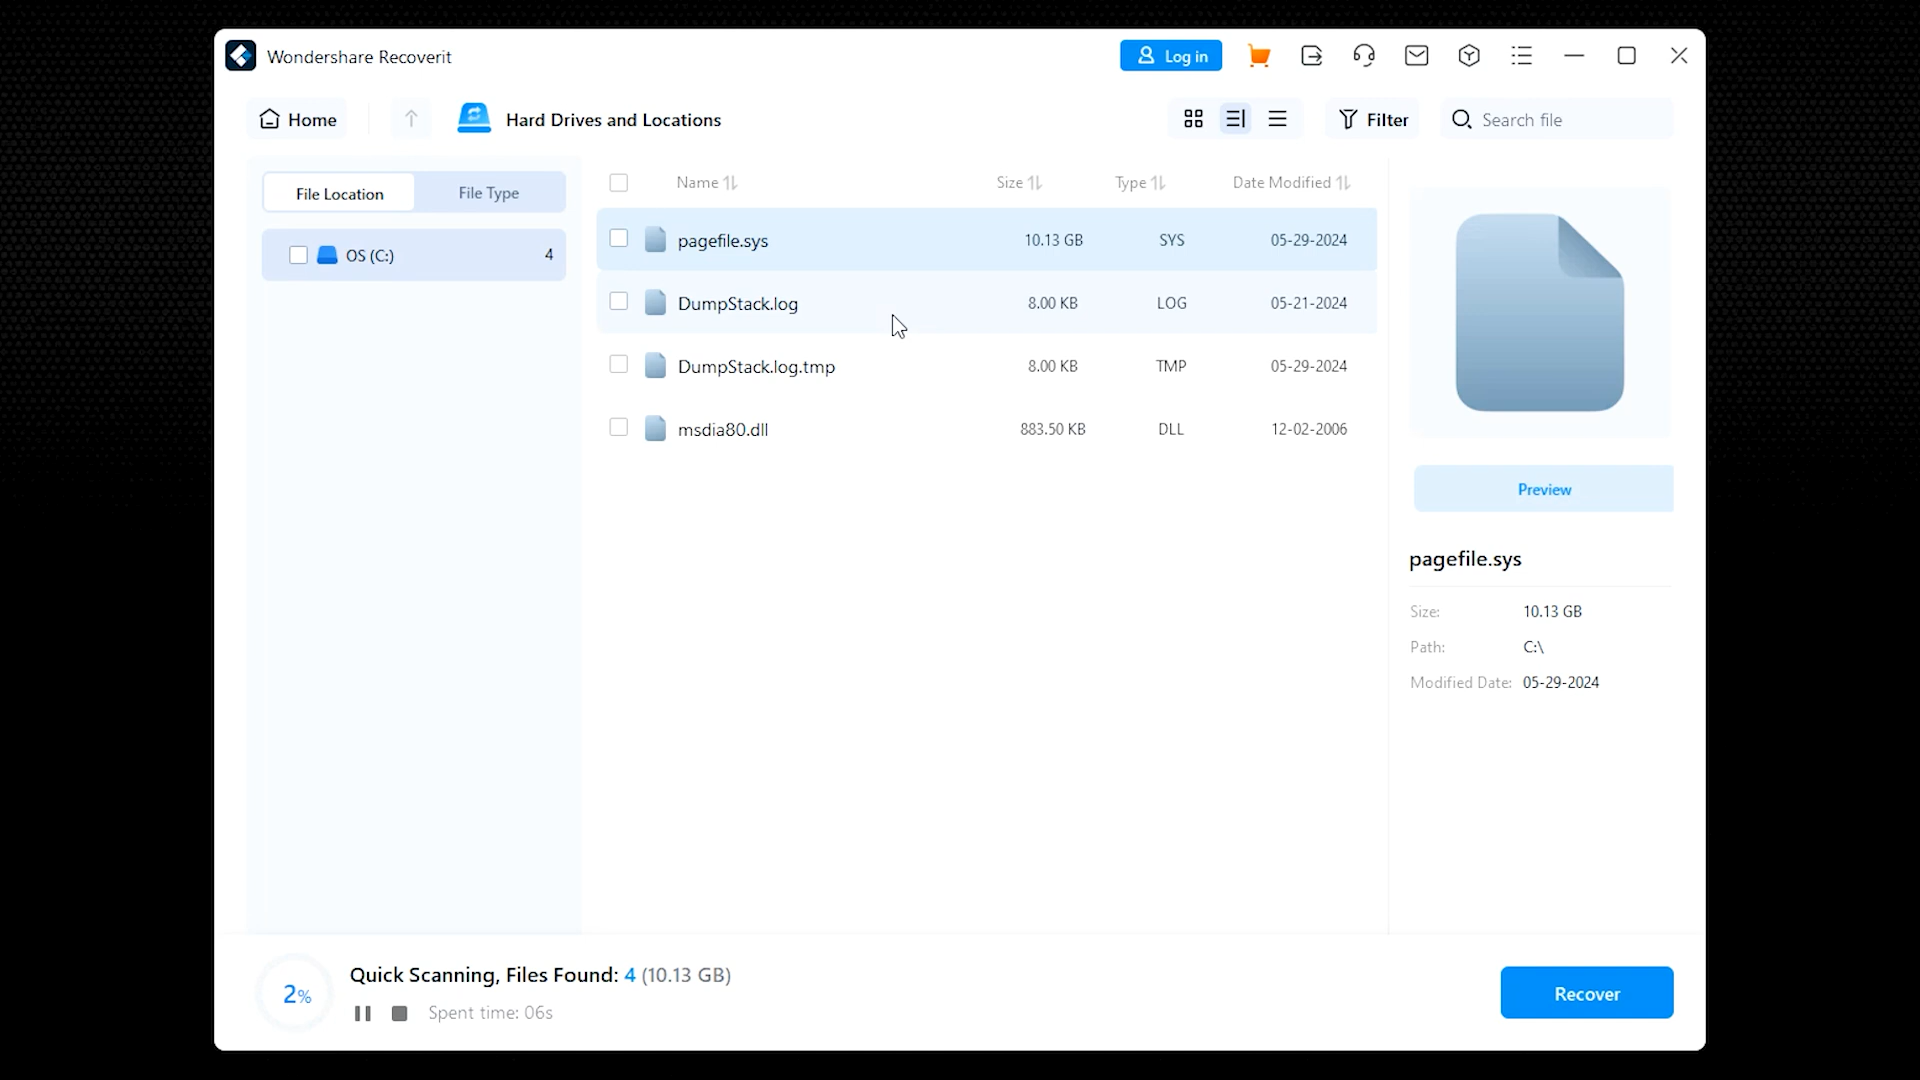 Wondershare Recoverit
Log in
Home
Hard Drives and Locations
Filter
Search file
File Location
File Type
OS (C:)
4
Name
Size
Type
Date Modified
pagefile.sys
10.13 GB
SYS
05-29-2024
DumpStack.log
8.00 KB
LOG
05-21-2024
DumpStack.log.tmp
8.00 KB
TMP
05-29-2024
msdia80.dll
883.50 KB
DLL
12-02-2006
Preview
pagefile.sys
Size: 10.13 GB
Path: C:\
Modified Date: 05-29-2024
2%
Quick Scanning, Files Found: 4 (10.13 GB)
Spent time: 06s
Recover